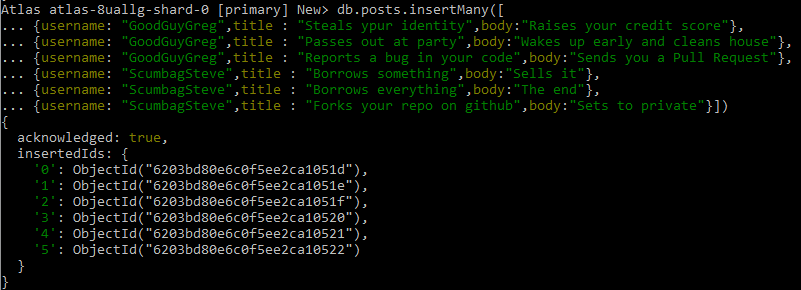 Atlas atlas-8uallg-shard-0 [primary] New> db.posts.insertMany([
... {username: "GoodGuyGreg",title : "Steals ypur identity",body:"Raises your credit score"},
... {username: "GoodGuyGreg",title : "Passes out at party",body:"Wakes up early and cleans house"},
... {username: "GoodGuyGreg",title : "Reports a bug in your code",body:"Sends you a Pull Request"},
... {username: "ScumbagSteve",title : "Borrows something",body:"Sells it"},
... {username: "ScumbagSteve",title : "Borrows everything",body:"The end"},
... {username: "ScumbagSteve",title : "Forks your repo on github",body:"Sets to private"}])
{
  acknowledged: true,
  insertedIds: {
    '0': ObjectId("6203bd80e6c0f5ee2ca1051d"),
    '1': ObjectId("6203bd80e6c0f5ee2ca1051e"),
    '2': ObjectId("6203bd80e6c0f5ee2ca1051f"),
    '3': ObjectId("6203bd80e6c0f5ee2ca10520"),
    '4': ObjectId("6203bd80e6c0f5ee2ca10521"),
    '5': ObjectId("6203bd80e6c0f5ee2ca10522")
  }
}